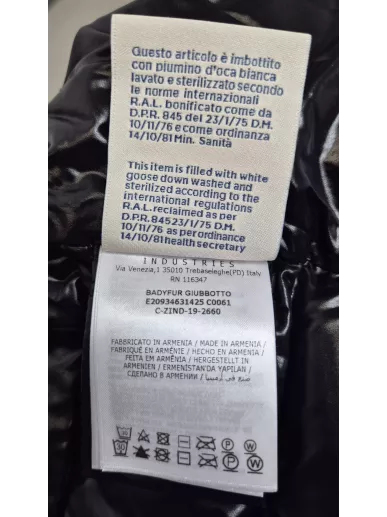 Questo articolo è imbottito
con piumino d'oca bianca
lavato e sterilizzato secondo
le norme internazionali
R.A.L. bonificato come da
D.P.R. 845 del 23/1/75 D.M.
10/11/76 e come ordinanza
14/10/81 Min. Sanità
This item is filled with white
goose down washed and
sterilized according to the
international regulations
R.A.L. reclaimed as per
D.P.R. 84523/1/75 D.M.
10/11/76 as per ordinance
14/10/81 health secretary
INDUSTRIES
Via Venezia,1 35010 Trebaseleghe(PD) Italy
RN 116347
BADYFUR GIUBBOTTO
E20934631425 C0061
C-ZIND-19-2660
FABBRICATO IN ARMENIA / MADE IN ARMENIA /
FABRIQUÉ EN ARMÉNIE / HECHO EN ARMENIA /
FEITA EM ARMÊNIA / HERGESTELLT IN
ARMENIEN / ERMENISTAN'DA YAPILAN /
СДЕЛАНО В АРМЕНИИ / صنع في أرمينيا
30
P P
W W